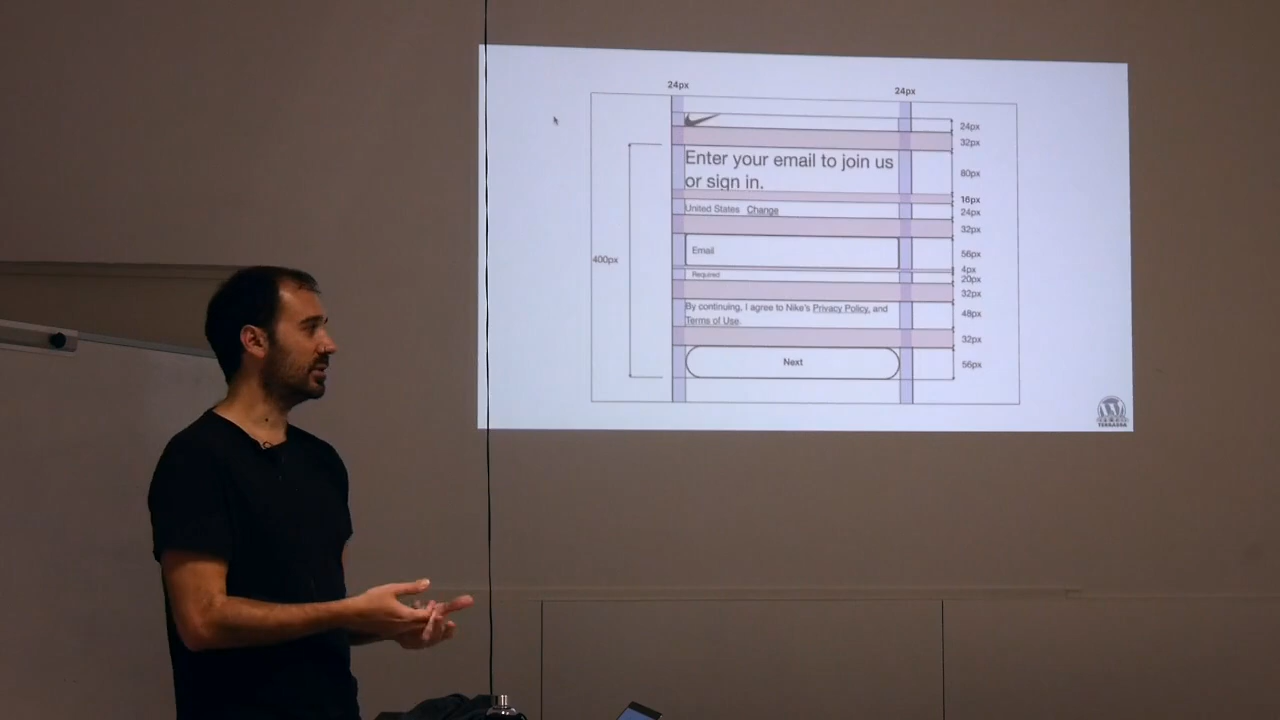 24px 24px
24px
32px
Enter your email to join us
or sign in.
80px
16px
United States Change
24px
32px
400px
Email
56px
4px
Required
20px
32px
By continuing, I agree to Nike's Privacy Policy, and
Terms of Use.
48px
32px
Next
56px
TERRASSA